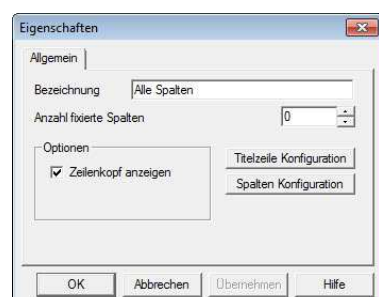 Eigenschaften
Allgemein
Bezeichnung Alle Spalten
Anzahl fixierte Spalten 0
Optionen
Zeilenkopf anzeigen
Titelzeile Konfiguration
Spalten Konfiguration
OK Abbrechen Übernehmen Hilfe